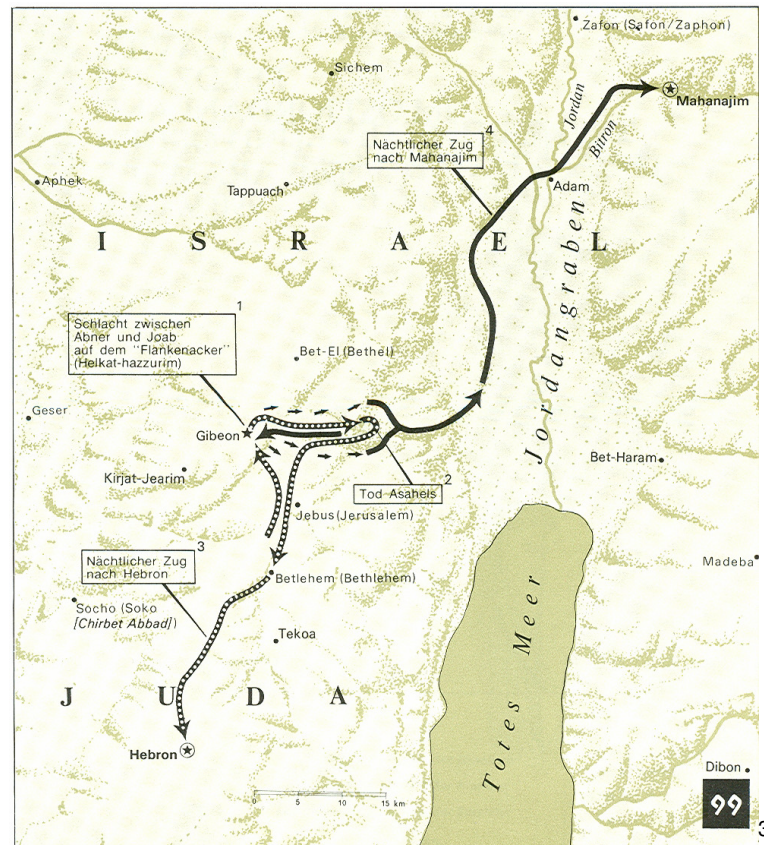 Zafon (Safon/Zaphon)
Sichem
Mahanajim
Jordan
Bitron
4
Nächtlicher Zug
nach Mahanajim
Aphek
Tappuach
Adam
I S R A E L
Jordangraben
1
Schlacht zwischen
Abner und Joab
auf dem "Flankenacker"
(Helkat-hazzurim)
Bet-El (Bethel)
Geser
Gibeon
Bet-Haram
Kirjat-Jearim
2
Tod Asahels
Jebus (Jerusalem)
3
Nächtlicher Zug
nach Hebron
Madeba
Betlehem (Bethlehem)
Socho (Soko
[Chirbet Abbad])
Tekoa
Totes Meer
J U D A
Hebron
Dibon
0 5 10 15 km
99
3